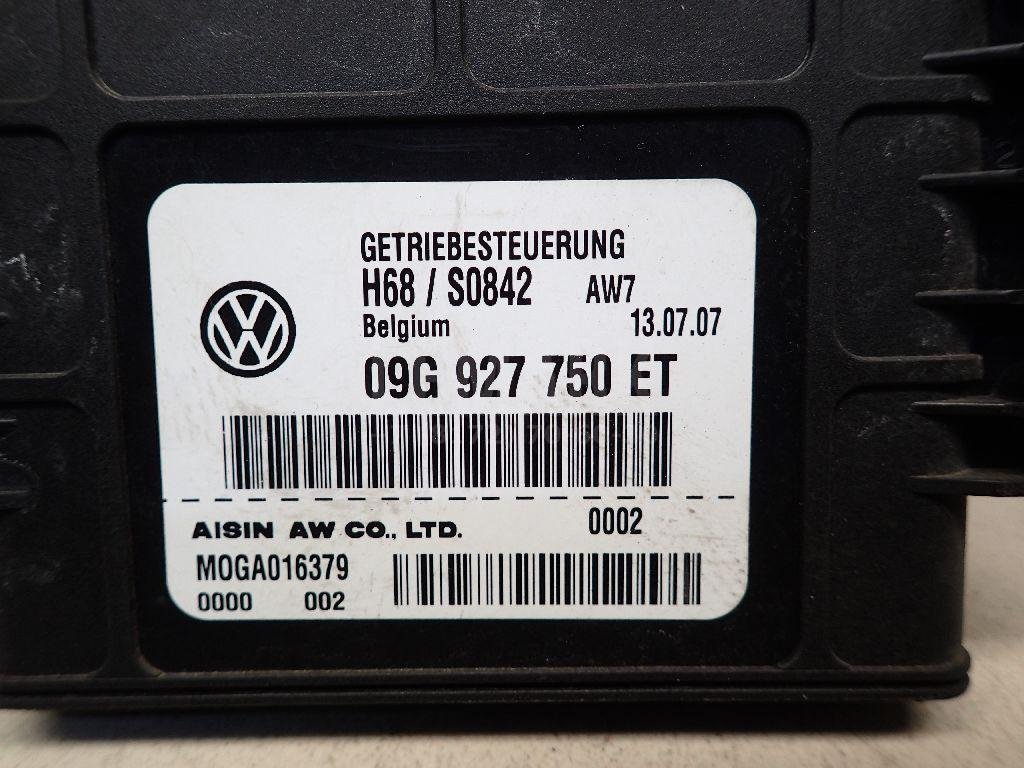 GETRIEBESTEUERUNG
H68 / S0842 AW7
Belgium 13.07.07
09G 927 750 ET
AISIN AW CO., LTD. 0002
MOGA016379
0000 002